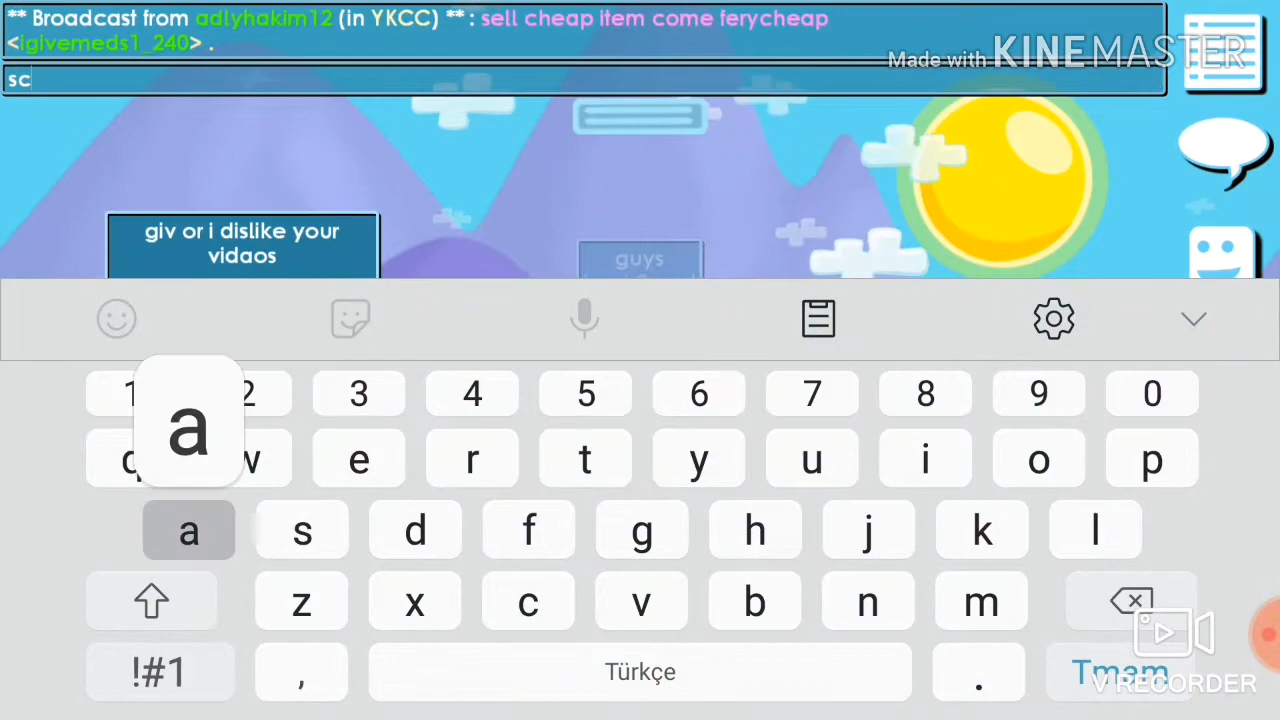 ** Broadcast from adlyhakim12 (in YKCC) ** : sell cheap item come ferycheap
<igivemeds1_240> .
Made with KINEMASTER
sc
giv or i dislike your
vidaos
guys
a
1 2 3 4 5 6 7 8 9 0
q w e r t y u i o p
a s d f g h j k l
z x c v b n m
!#1 , Türkçe . Tmam
V RECORDER